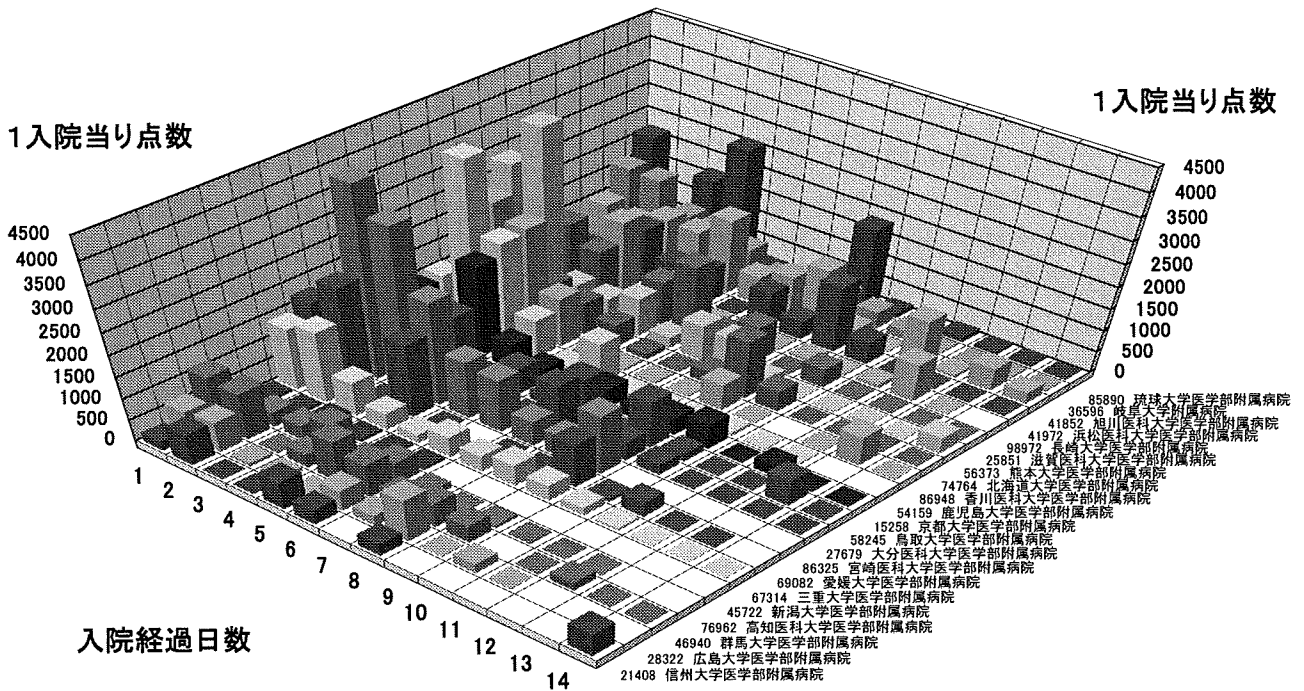 1入院当り点数
4500
4000
3500
3000
2500
2000
1500
1000
500
0
1入院当り点数
4500
4000
3500
3000
2500
2000
1500
1000
500
0
1
2
3
4
5
6
7
8
9
10
11
12
13
14
入院経過日数
85890 琉球大学医学部附属病院
36596 岐阜大学附属病院
41852 旭川医科大学医学部附属病院
41972 浜松医科大学医学部附属病院
98972 長崎大学医学部附属病院
25851 滋賀医科大学医学部附属病院
56373 熊本大学医学部附属病院
74764 北海道大学医学部附属病院
86948 香川医科大学医学部附属病院
54159 鹿児島大学医学部附属病院
15258 京都大学医学部附属病院
58245 鳥取大学医学部附属病院
27679 大分医科大学医学部附属病院
86325 宮崎医科大学医学部附属病院
69082 愛媛大学医学部附属病院
67314 三重大学医学部附属病院
45722 新潟大学医学部附属病院
76962 高知医科大学医学部附属病院
46940 群馬大学医学部附属病院
28322 広島大学医学部附属病院
21408 信州大学医学部附属病院